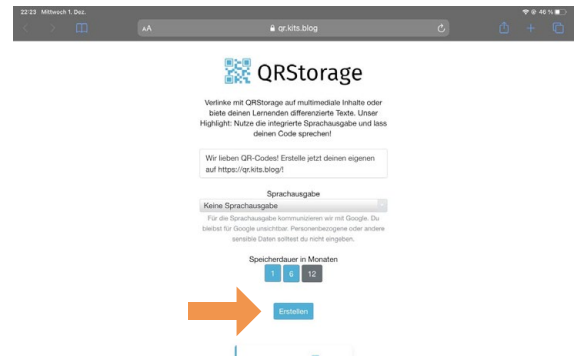 22:23 Mittwoch 1. Dez.
46 %
AA
qr.kits.blog
QRStorage
Verlinke mit QRStorage auf multimediale Inhalte oder
biete deinen Lernenden differenzierte Texte. Unser
Highlight: Nutze die integrierte Sprachausgabe und lass
deinen Code sprechen!
Wir lieben QR-Codes! Erstelle jetzt deinen eigenen
auf https://qr.kits.blog/!
Sprachausgabe
Keine Sprachausgabe
Für die Sprachausgabe kommunizieren wir mit Google. Du
bleibst für Google unsichtbar. Personenbezogene oder andere
sensible Daten solltest du nicht eingeben.
Speicherdauer in Monaten
1 6 12
Erstellen